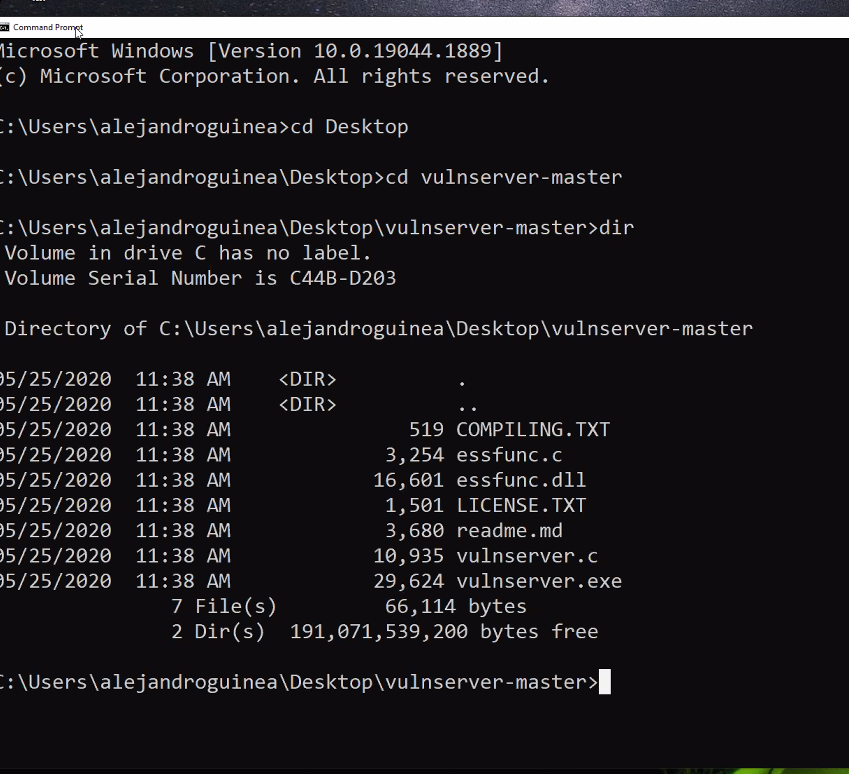 Command Prompt
Microsoft Windows [Version 10.0.19044.1889]
(c) Microsoft Corporation. All rights reserved.
C:\Users\alejandroguinea>cd Desktop
C:\Users\alejandroguinea\Desktop>cd vulnserver-master
C:\Users\alejandroguinea\Desktop\vulnserver-master>dir
Volume in drive C has no label.
Volume Serial Number is C44B-D203
Directory of C:\Users\alejandroguinea\Desktop\vulnserver-master
05/25/2020  11:38 AM    <DIR>          .
05/25/2020  11:38 AM    <DIR>          ..
05/25/2020  11:38 AM               519 COMPILING.TXT
05/25/2020  11:38 AM             3,254 essfunc.c
05/25/2020  11:38 AM            16,601 essfunc.dll
05/25/2020  11:38 AM             1,501 LICENSE.TXT
05/25/2020  11:38 AM             3,680 readme.md
05/25/2020  11:38 AM            10,935 vulnserver.c
05/25/2020  11:38 AM            29,624 vulnserver.exe
7 File(s)         66,114 bytes
2 Dir(s)  191,071,539,200 bytes free
C:\Users\alejandroguinea\Desktop\vulnserver-master>